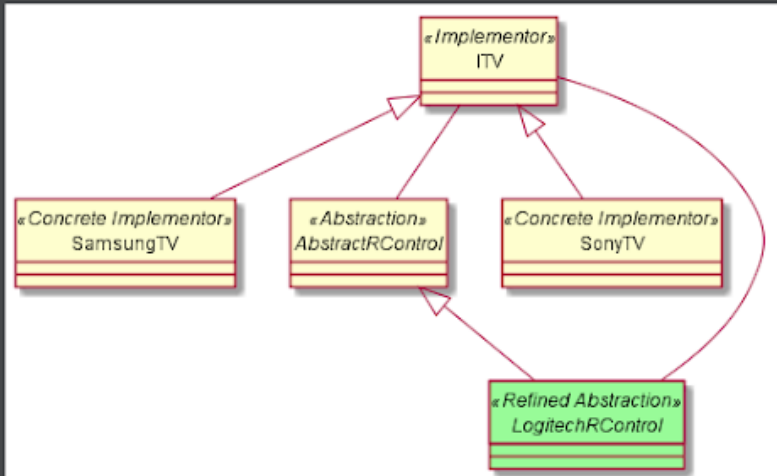 «Implementor»
ITV
«Concrete Implementor»
SamsungTV
«Abstraction»
AbstractRControl
«Concrete Implementor»
SonyTV
«Refined Abstraction»
LogitechRControl